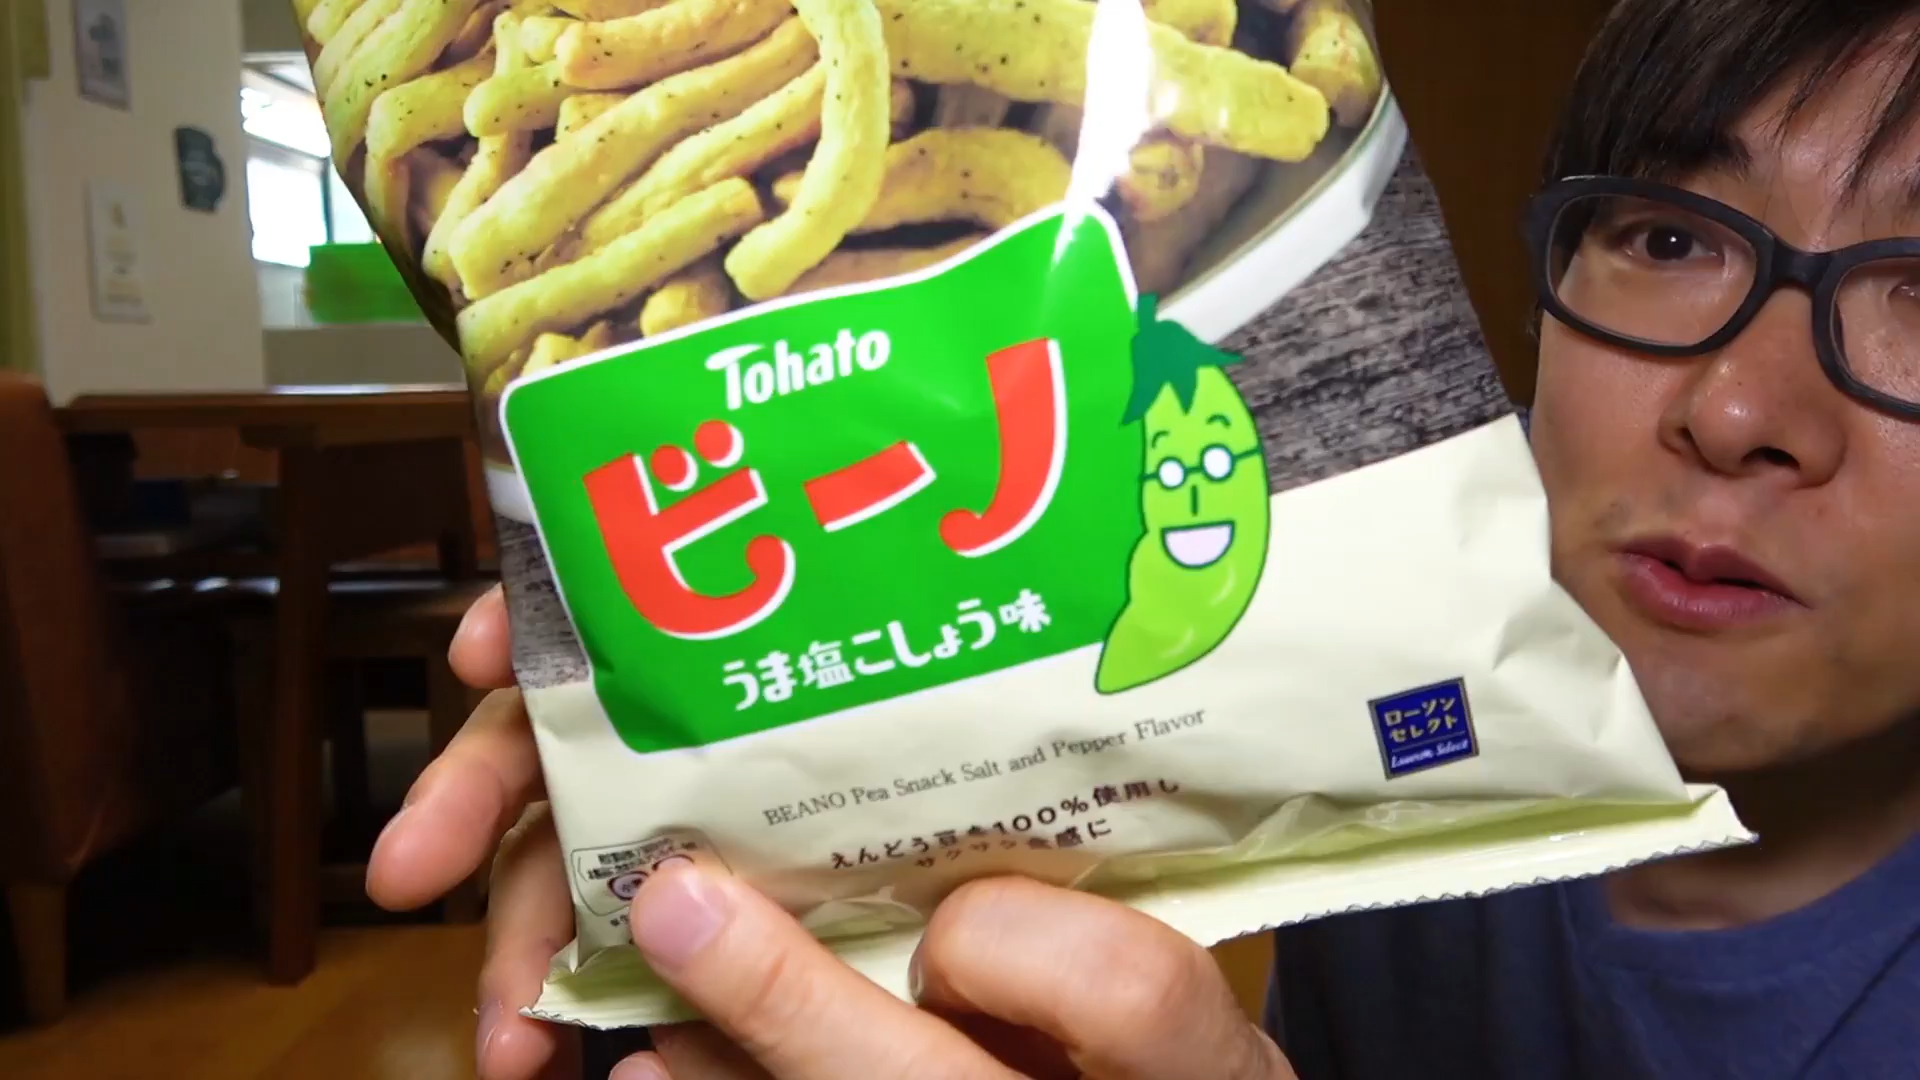 Tohato
ビーノ
うま塩こしょう味
BEANO Pea Snack Salt and Pepper Flavor
えんどう豆を100%使用し
サクサク食感に
ローソン
セレクト
Lawson Select